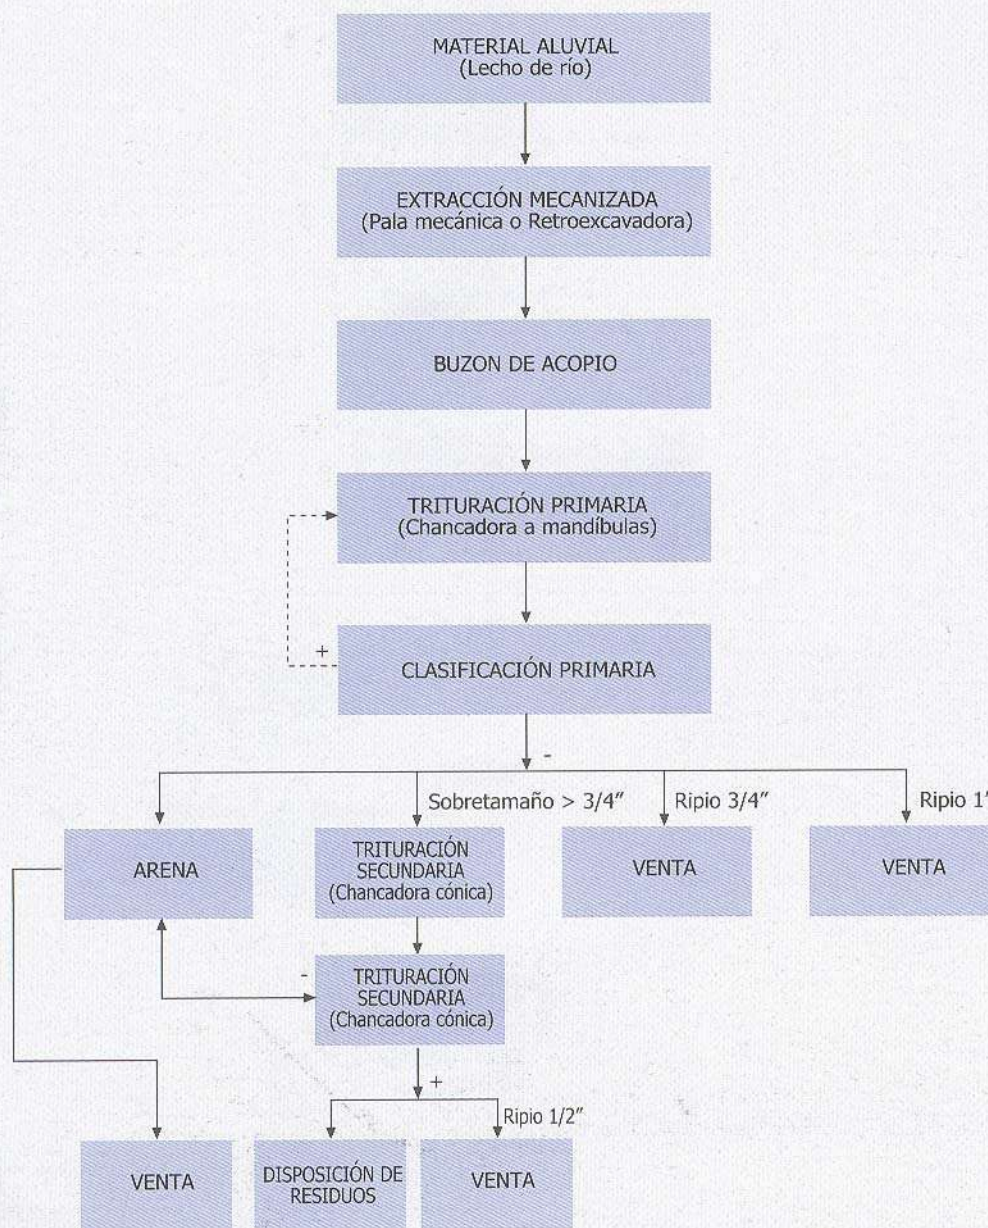 MATERIAL ALUVIAL
(Lecho de río)
EXTRACCIÓN MECANIZADA
(Pala mecánica o Retroexcavadora)
BUZON DE ACOPIO
TRITURACIÓN PRIMARIA
(Chancadora a mandíbulas)
+
CLASIFICACIÓN PRIMARIA
-
Sobretamaño > 3/4"
Ripio 3/4"
Ripio 1"
ARENA
TRITURACIÓN
SECUNDARIA
(Chancadora cónica)
VENTA
VENTA
-
TRITURACIÓN
SECUNDARIA
(Chancadora cónica)
+
Ripio 1/2"
VENTA
DISPOSICIÓN DE
RESIDUOS
VENTA